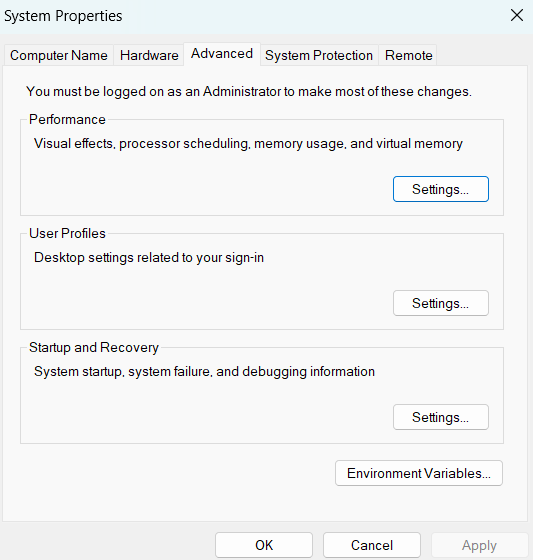 System Properties
Computer Name
Hardware
Advanced
System Protection
Remote
You must be logged on as an Administrator to make most of these changes.
Performance
Visual effects, processor scheduling, memory usage, and virtual memory
Settings...
User Profiles
Desktop settings related to your sign-in
Settings...
Startup and Recovery
System startup, system failure, and debugging information
Settings...
Environment Variables...
OK
Cancel
Apply